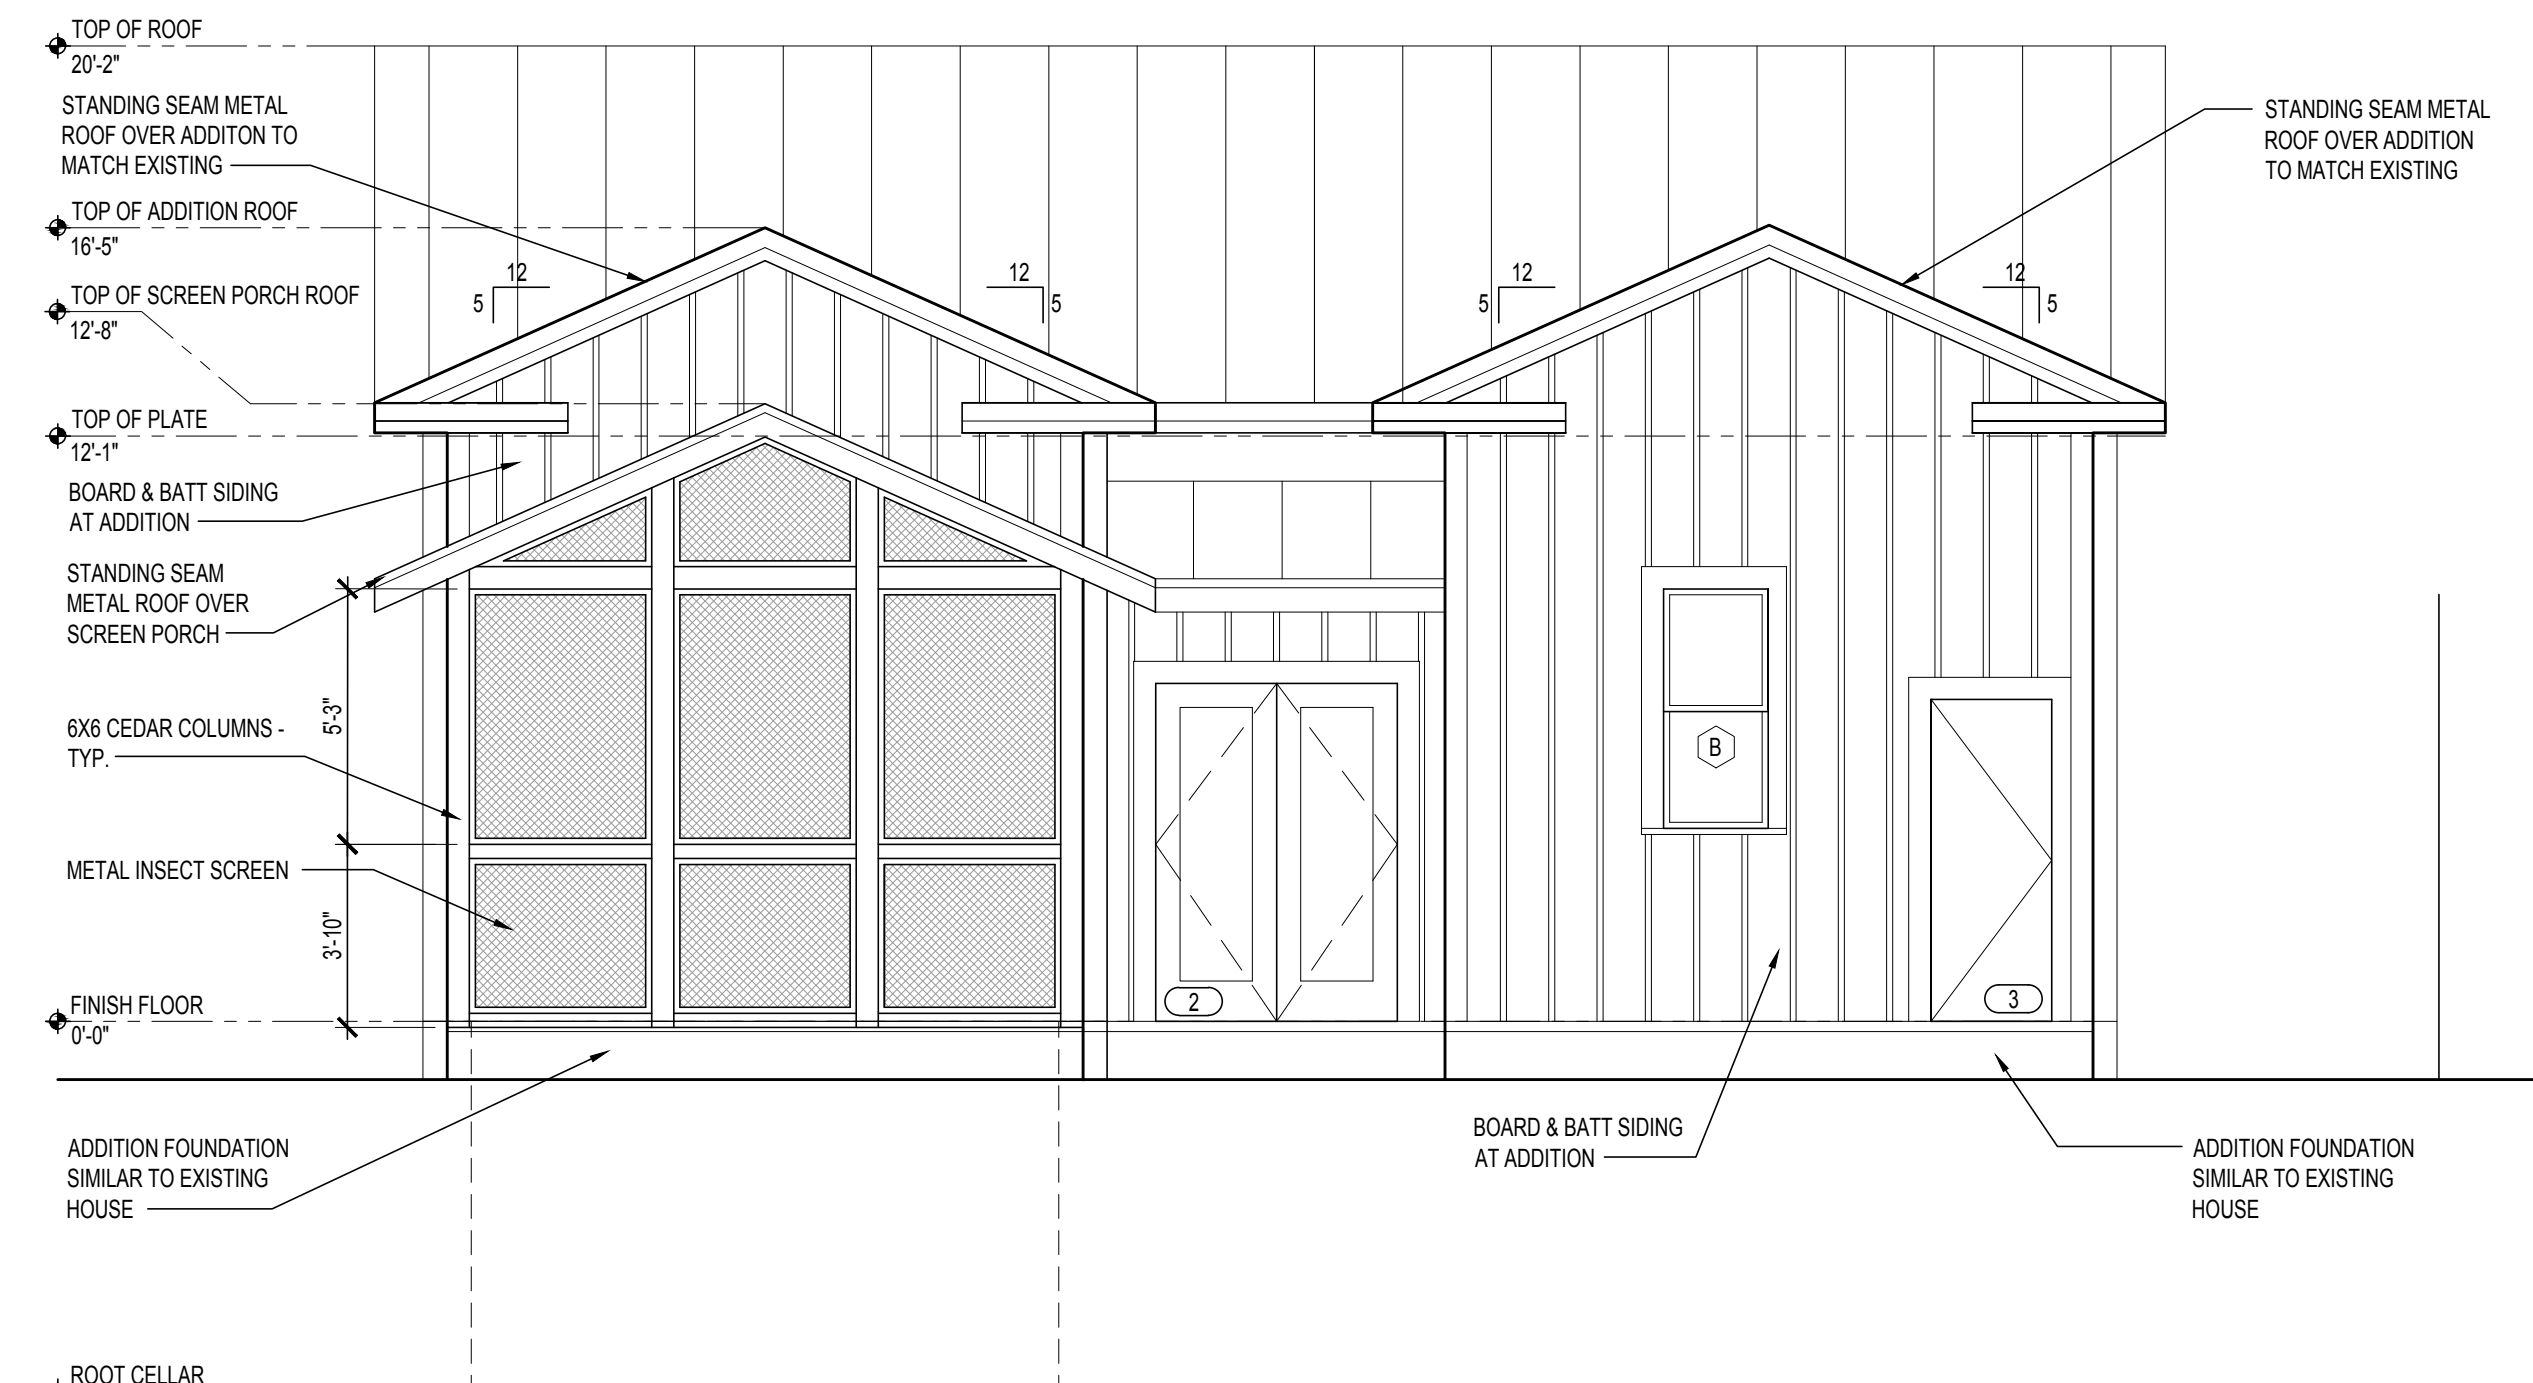 TOP OF ROOF
20'-2"
STANDING SEAM METAL
ROOF OVER ADDITON TO
MATCH EXISTING
TOP OF ADDITION ROOF
16'-5"
TOP OF SCREEN PORCH ROOF
12'-8"
TOP OF PLATE
12'-1"
BOARD & BATT SIDING
AT ADDITION
STANDING SEAM
METAL ROOF OVER
SCREEN PORCH
5'-3"
6X6 CEDAR COLUMNS -
TYP.
METAL INSECT SCREEN
3'-10"
FINISH FLOOR
0'-0"
ADDITION FOUNDATION
SIMILAR TO EXISTING
HOUSE
ROOT CELLAR
12
5
12
5
12
5
12
5
STANDING SEAM METAL
ROOF OVER ADDITION
TO MATCH EXISTING
B
2
3
BOARD & BATT SIDING
AT ADDITION
ADDITION FOUNDATION
SIMILAR TO EXISTING
HOUSE